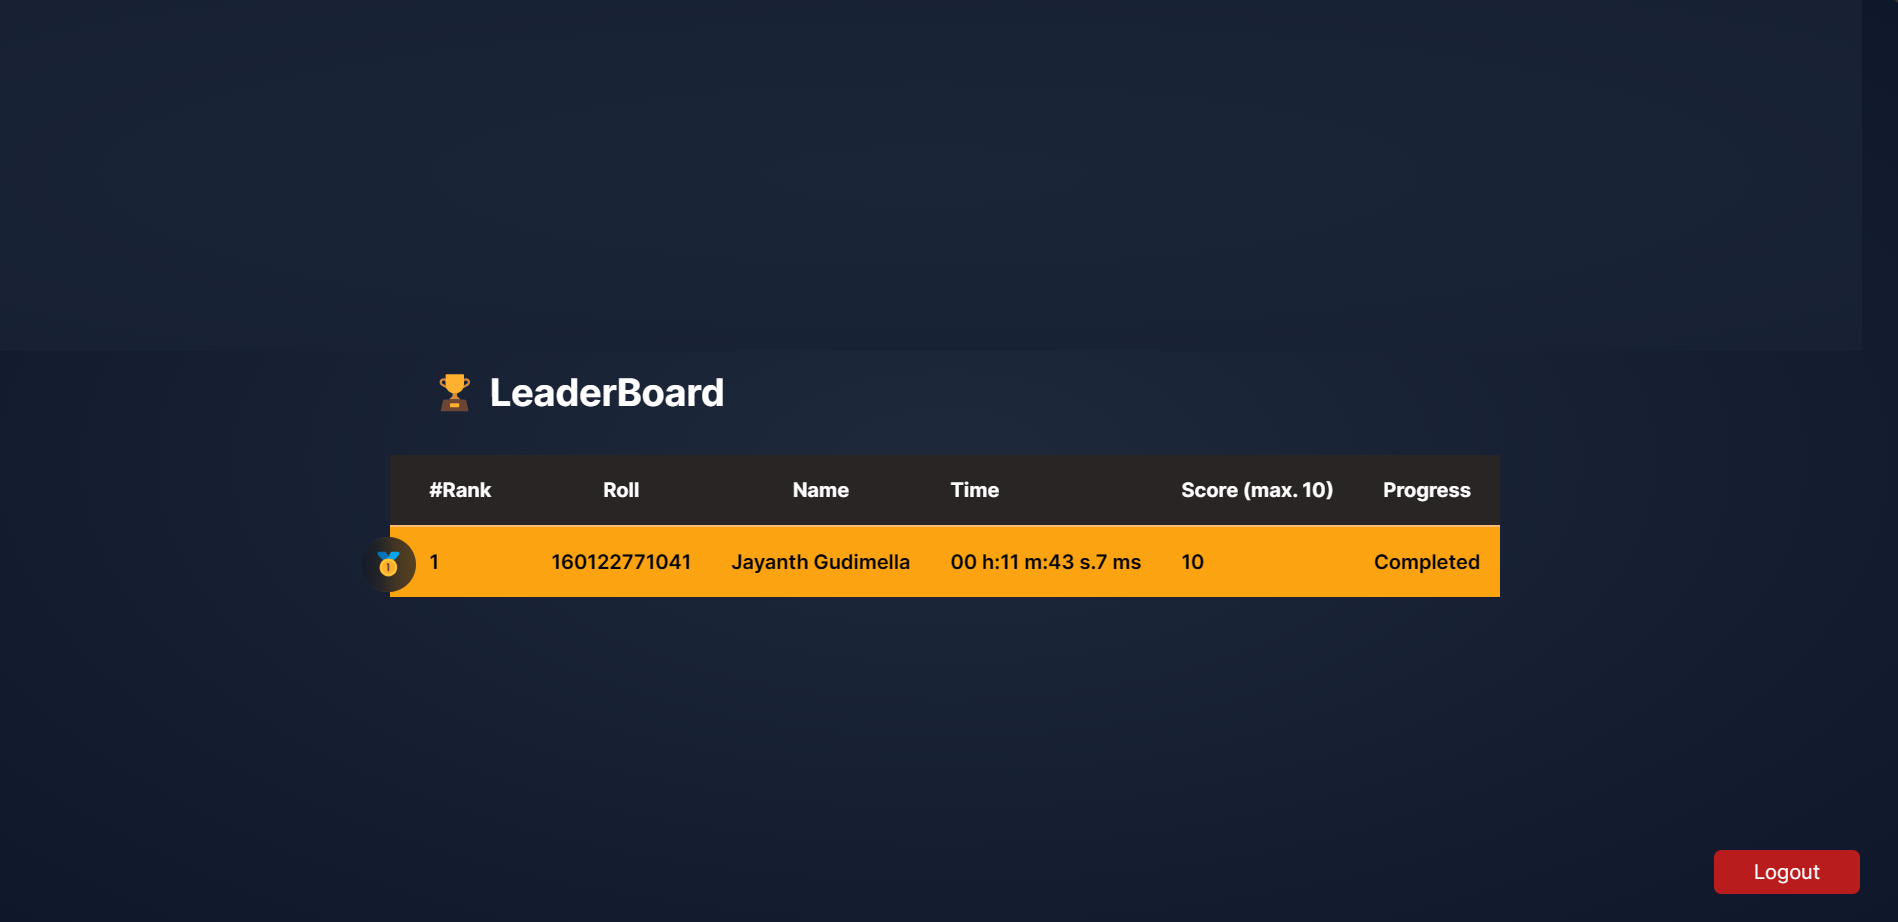 LeaderBoard
#Rank Roll Name Time Score (max. 10) Progress
1 1 160122771041 Jayanth Gudimella 00 h:11 m:43 s.7 ms 10 Completed
Logout